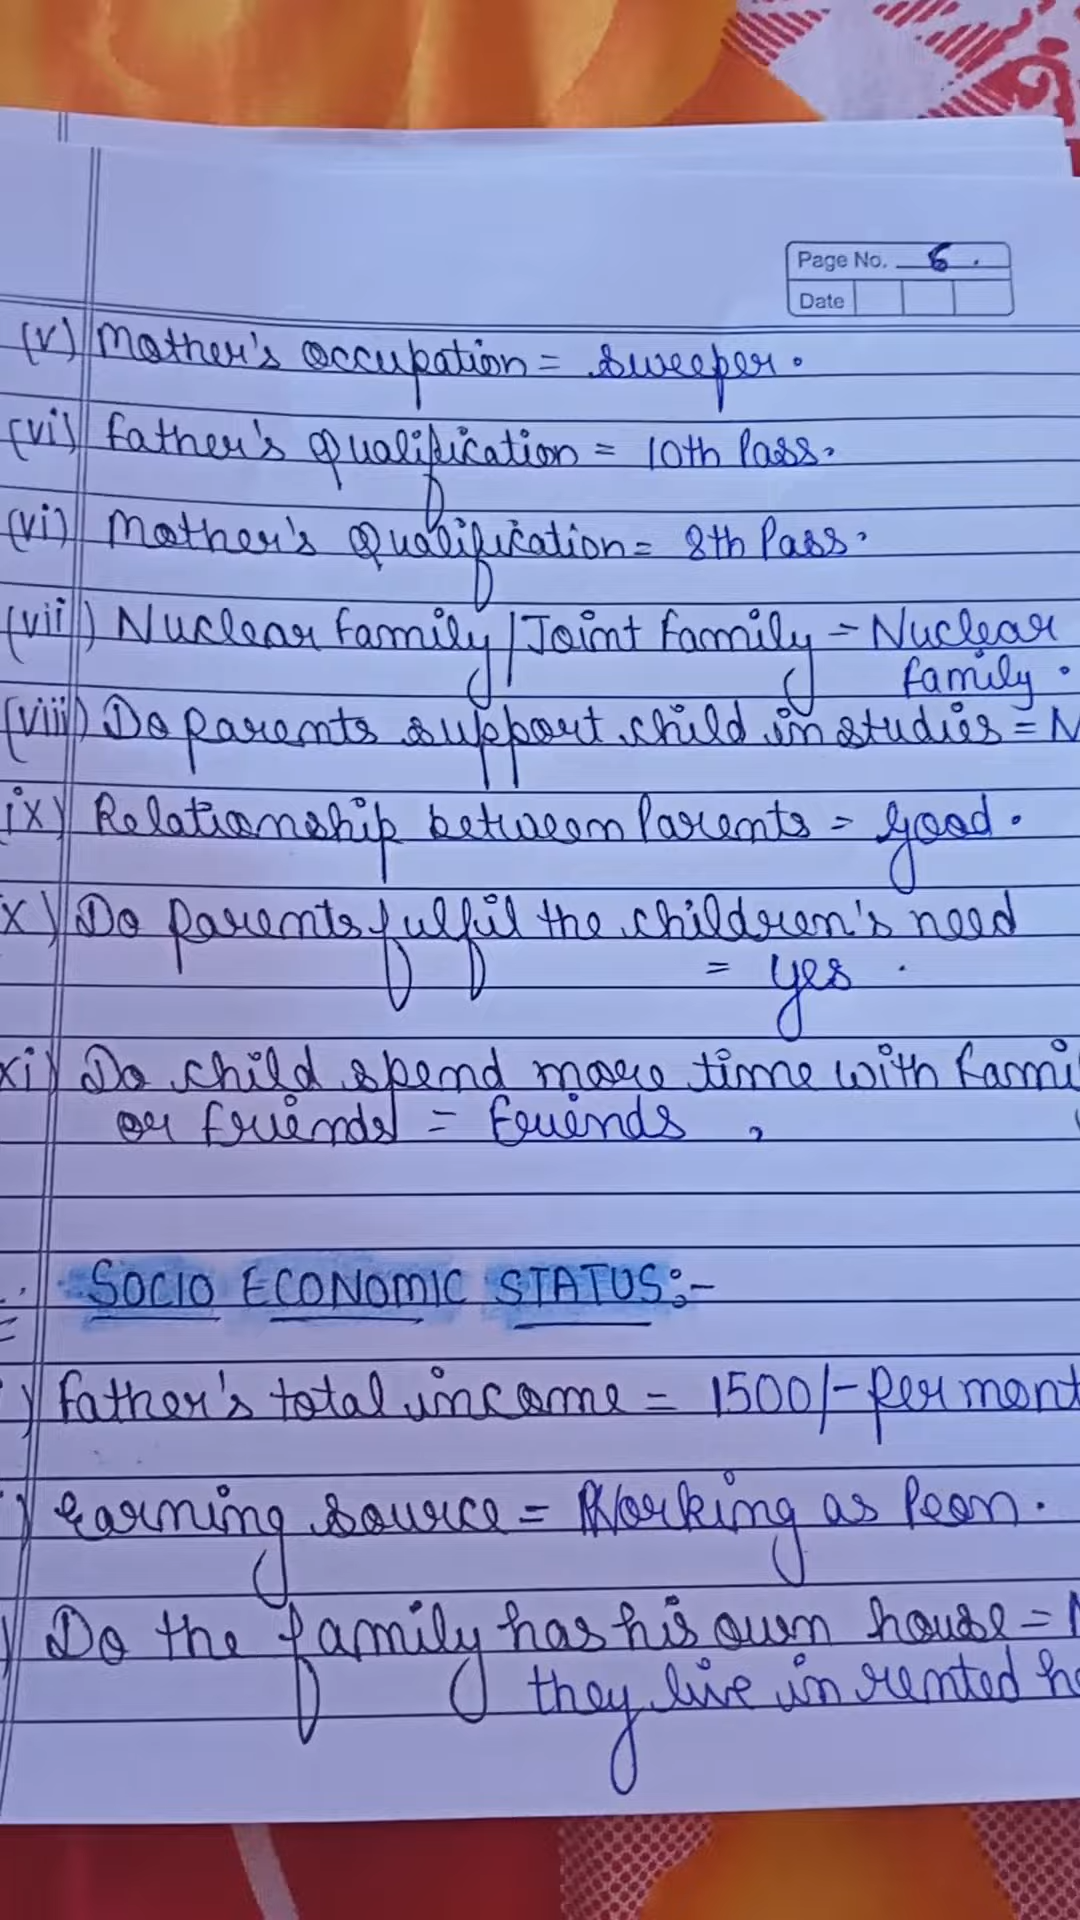 Page No. 6.
Date
(v) Mother's occupation = sweeper.
(vi) Father's qualification = 10th Pass.
(vi) Mother's Qualification = 8th Pass.
(vii) Nuclear family/Joint family = Nuclear
family.
(viii) Do parents support child in studies = N
ix) Relationship between Parents = good.
x) Do parents fulfil the children's need
= yes.
xi) Do child spend more time with Fami
or friends = Friends,
SOCIO ECONOMIC STATUS:-
) Father's total income = 1500/- per mont
) Earning source = Working as Peon.
) Do the family has his own house = N
they live in rented ho